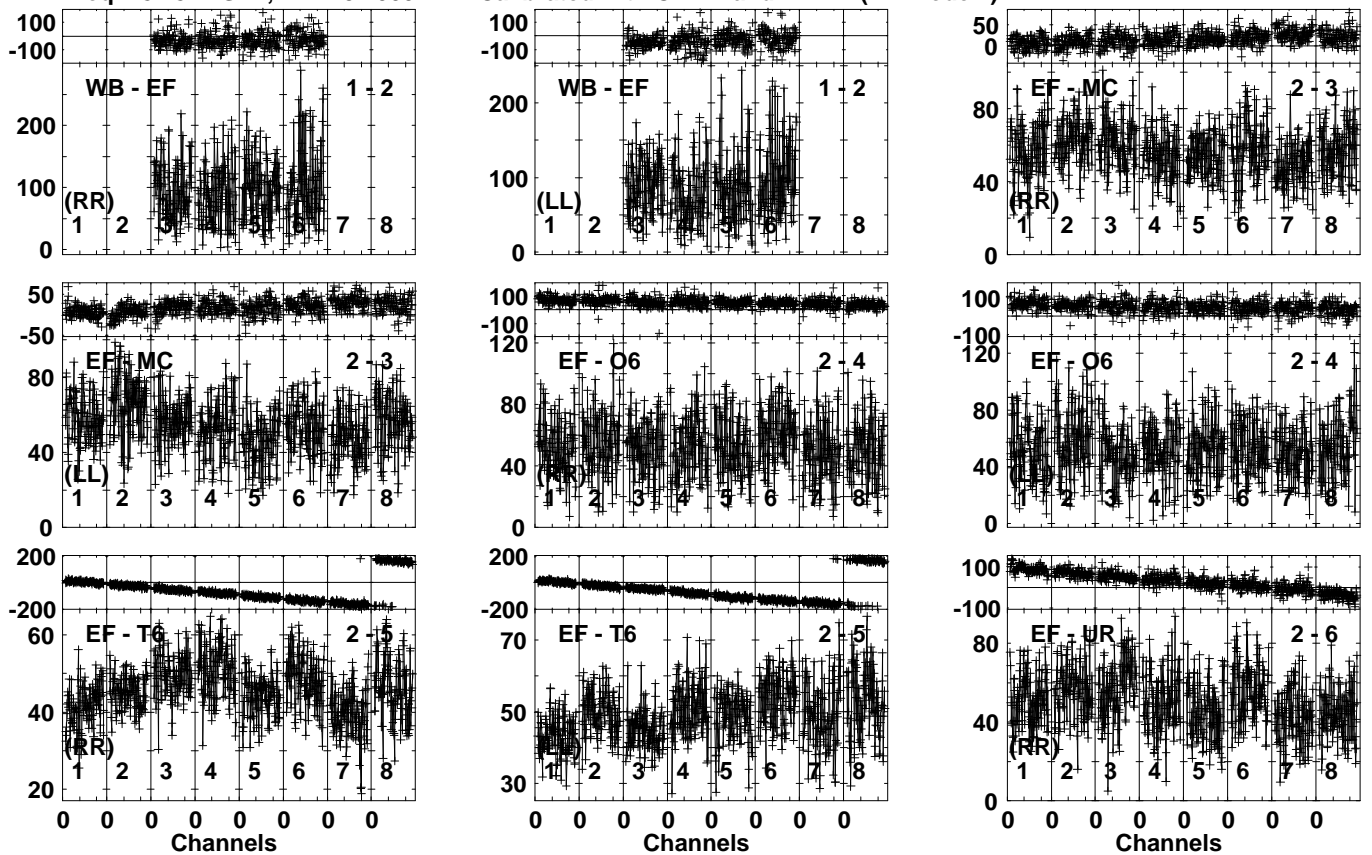 100 100 50
-100 -100 0
WB - EF 1 - 2 WB - EF 1 - 2 EF - MC 2 - 3
200 200 80
100 100 40
(RR) (LL) (RR)
1 2 3 4 5 6 7 8 1 2 3 4 5 6 7 8 1 2 3 4 5 6 7 8
0 0 0
50 100 100
-50 -100 -100
EF - MC 2 - 3 EF - O6 2 - 4 EF - O6 2 - 4
80 120 120
40 80 80
40 40
(LL) (RR) (LL)
1 2 3 4 5 6 7 8 1 2 3 4 5 6 7 8 1 2 3 4 5 6 7 8
0 0 0
200 200 100
-200 -200 -100
EF - T6 2 - 5 EF - T6 2 - 5 EF - UR 2 - 6
60 70 80
40 50 40
(RR) (LL) (RR)
1 2 3 4 5 6 7 8 1 2 3 4 5 6 7 8 1 2 3 4 5 6 7 8
20 30 0
0 0 0 0 0 0 0 0 0 0 0 0 0 0 0 0 0 0 0 0 0 0 0 0
Channels Channels Channels